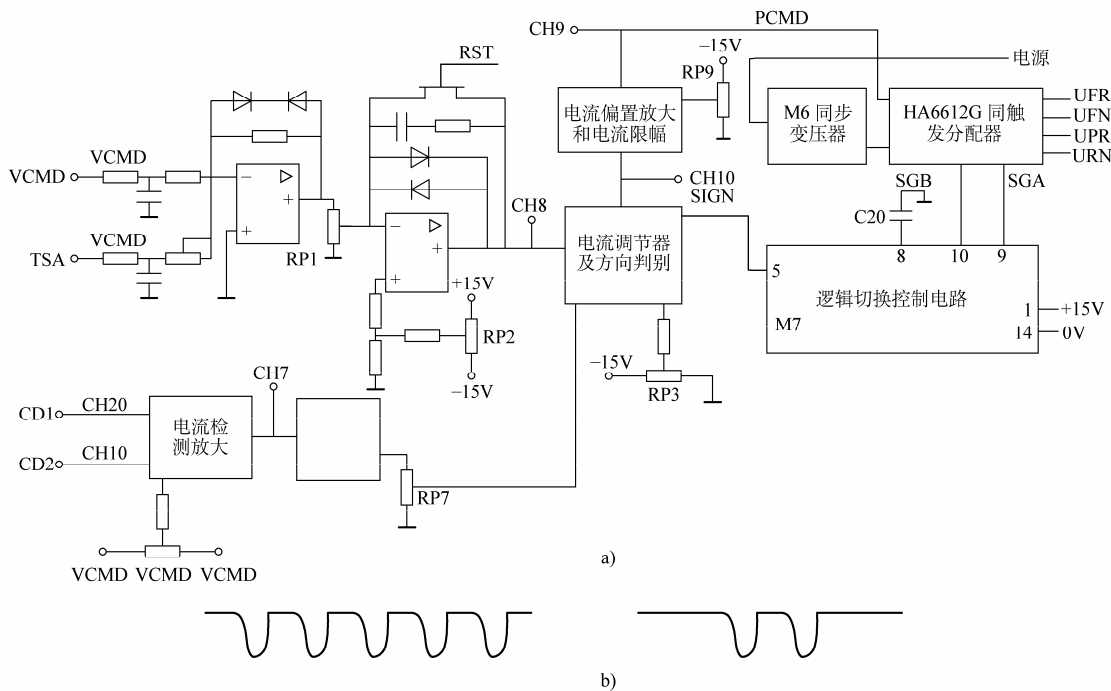 CH9
PCMD
RST
−15V
RP9
电源
电流偏置放大
和电流限幅
M6 同步
变压器
HA6612G 同触
发分配器
UFR
UFN
UPR
URN
VCMD
VCMD
CH10
SIGN
SGB
SGA
C20
VCMD
TSA
RP1
CH8
电流调节器
及方向判别
8
10
9
5
逻辑切换控制电路
M7
1
+15V
14
0V
+15V
RP2
−15V
−15V
RP3
CH7
CD1
CH20
CD2
CH10
电流检
测放大
RP7
VCMD
VCMD
VCMD
a)
b)